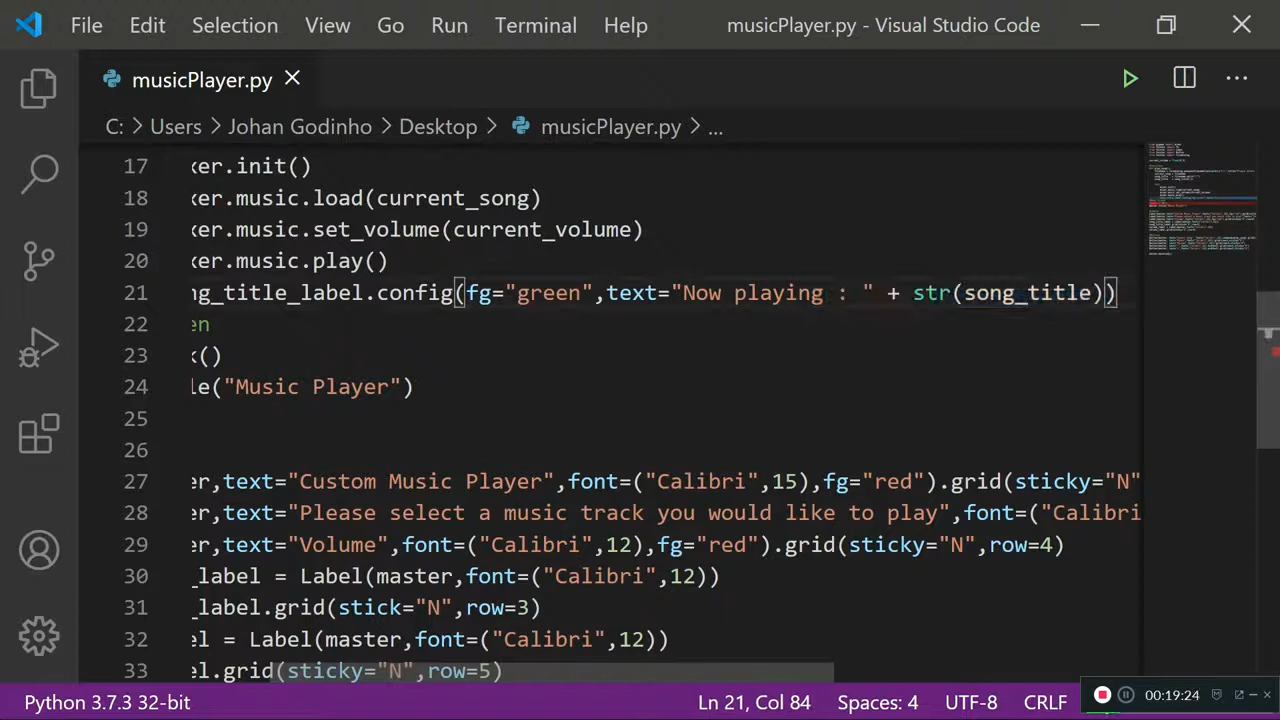 File Edit Selection View Go Run Terminal Help musicPlayer.py - Visual Studio Code
musicPlayer.py
C: > Users > Johan Godinho > Desktop > musicPlayer.py > ...
17 ker.init()
18 ker.music.load(current_song)
19 ker.music.set_volume(current_volume)
20 ker.music.play()
21 ng_title_label.config(fg="green",text="Now playing : " + str(song_title))
22 en
23 k()
24 le("Music Player")
25
26
27 er,text="Custom Music Player",font=("Calibri",15),fg="red").grid(sticky="N"
28 er,text="Please select a music track you would like to play",font=("Calibri
29 er,text="Volume",font=("Calibri",12),fg="red").grid(sticky="N",row=4)
30 _label = Label(master,font=("Calibri",12))
31 _label.grid(stick="N",row=3)
32 el = Label(master,font=("Calibri",12))
33 el.grid(sticky="N",row=5)
Python 3.7.3 32-bit Ln 21, Col 84 Spaces: 4 UTF-8 CRLF 00:19:24